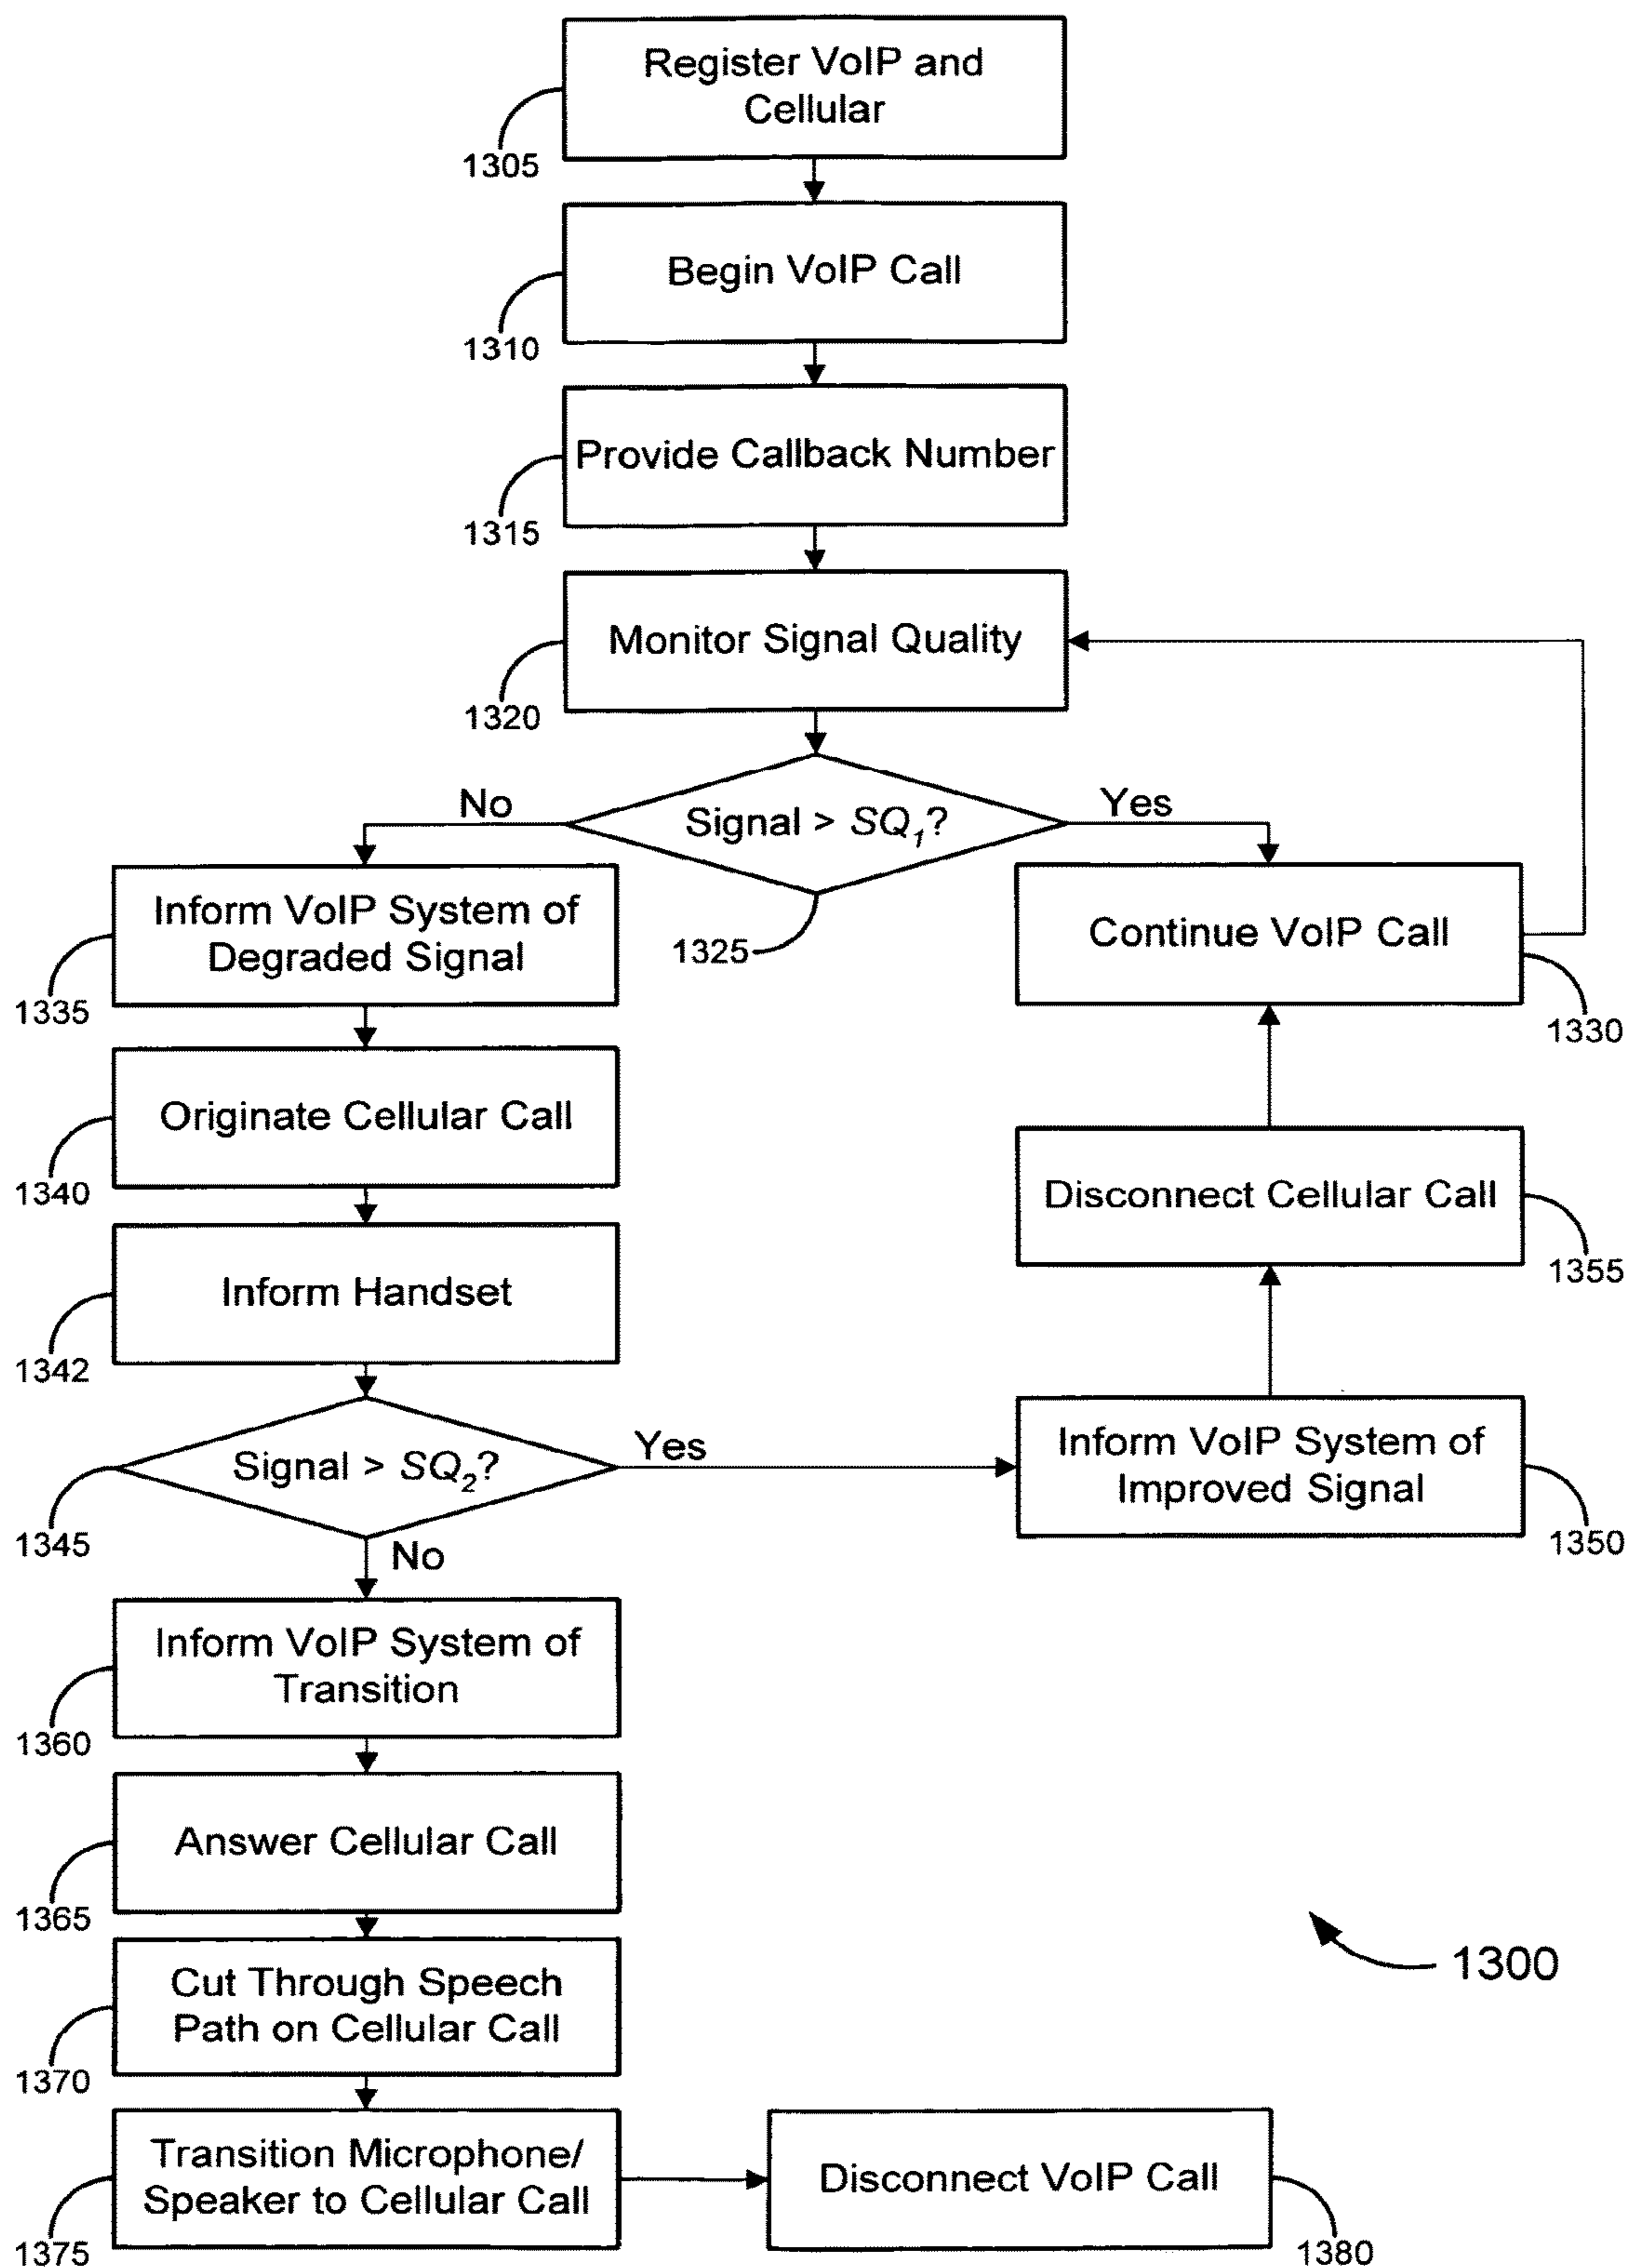 Register VoIP and
Cellular
1305
Begin VoIP Call
1310
Provide Callback Number
1315
Monitor Signal Quality
1320
No
Signal > SQ1?
Yes
1325
Inform VoIP System of
Degraded Signal
1335
Continue VoIP Call
1330
Originate Cellular Call
1340
Disconnect Cellular Call
1355
Inform Handset
1342
Signal > SQ2?
Yes
1345
No
Inform VoIP System of
Improved Signal
1350
Inform VoIP System of
Transition
1360
Answer Cellular Call
1365
Cut Through Speech
Path on Cellular Call
1370
1300
Transition Microphone/
Speaker to Cellular Call
1375
Disconnect VoIP Call
1380